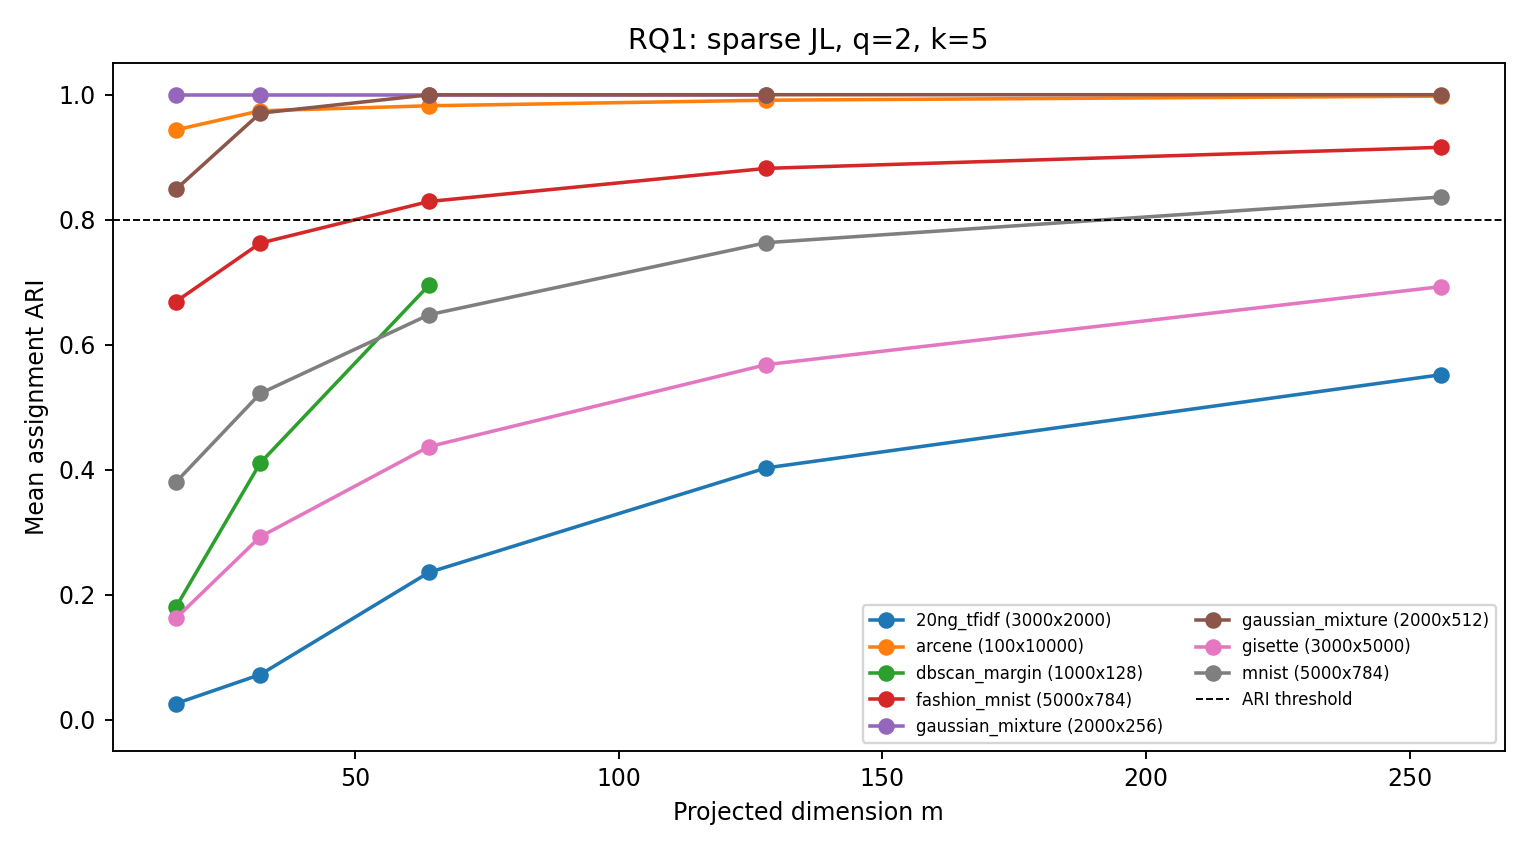 RQ1: sparse JL, q=2, k=5
Mean assignment ARI
1.0
0.8
0.6
0.4
0.2
0.0
50
100
150
200
250
Projected dimension m
20ng_tfidf (3000x2000)
arcene (100x10000)
dbscan_margin (1000x128)
fashion_mnist (5000x784)
gaussian_mixture (2000x256)
gaussian_mixture (2000x512)
gisette (3000x5000)
mnist (5000x784)
ARI threshold